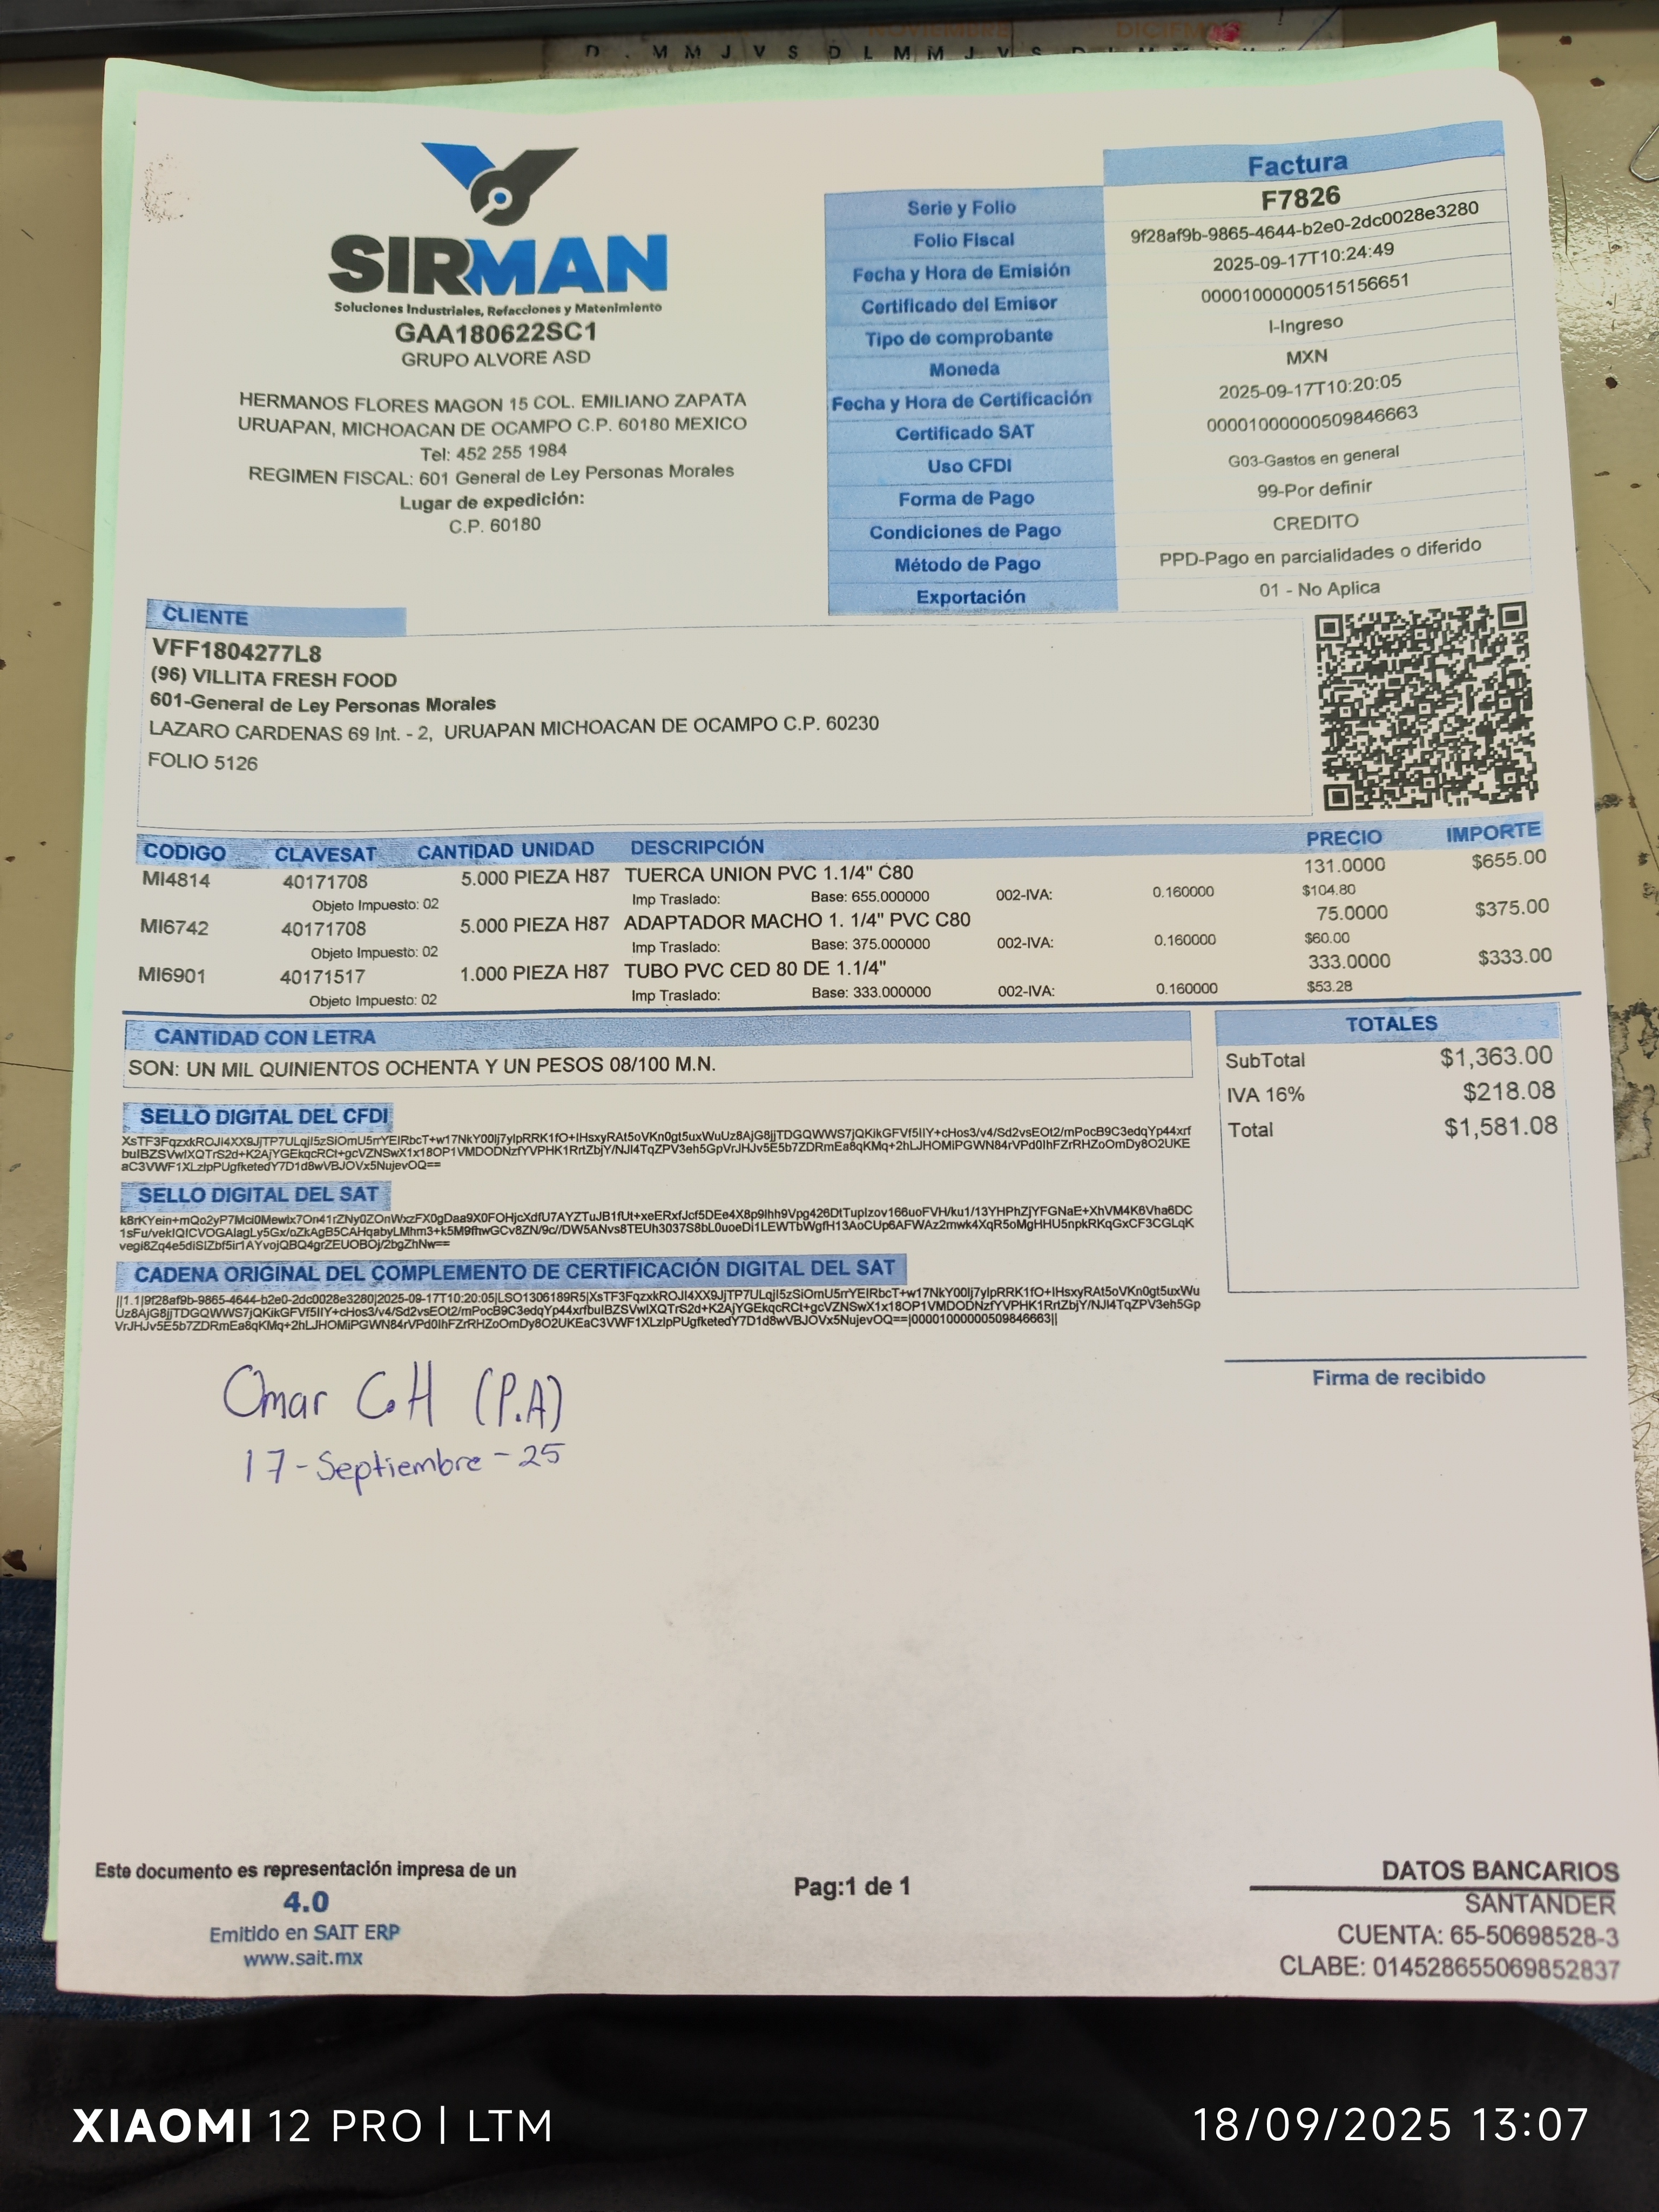 NOVIEMBRE DICIEM
D M M J V S D L M M J V S D
SIRMAN
Soluciones Industriales, Refacciones y Matenimiento
GAA180622SC1
GRUPO ALVORE ASD
HERMANOS FLORES MAGON 15 COL. EMILIANO ZAPATA
URUAPAN, MICHOACAN DE OCAMPO C.P. 60180 MEXICO
Tel: 452 255 1984
REGIMEN FISCAL: 601 General de Ley Personas Morales
Lugar de expedición:
C.P. 60180
Factura
Serie y Folio F7826
Folio Fiscal 9f28af9b-9865-4644-b2e0-2dc0028e3280
Fecha y Hora de Emisión 2025-09-17T10:24:49
Certificado del Emisor 00001000000515156651
Tipo de comprobante I-Ingreso
Moneda MXN
Fecha y Hora de Certificación 2025-09-17T10:20:05
Certificado SAT 00001000000509846663
Uso CFDI G03-Gastos en general
Forma de Pago 99-Por definir
Condiciones de Pago CREDITO
Método de Pago PPD-Pago en parcialidades o diferido
Exportación 01 - No Aplica
CLIENTE
VFF1804277L8
(96) VILLITA FRESH FOOD
601-General de Ley Personas Morales
LAZARO CARDENAS 69 Int. - 2, URUAPAN MICHOACAN DE OCAMPO C.P. 60230
FOLIO 5126
CODIGO CLAVESAT CANTIDAD UNIDAD DESCRIPCIÓN PRECIO IMPORTE
MI4814 40171708 5.000 PIEZA H87 TUERCA UNION PVC 1.1/4" C80 131.0000 $655.00
Objeto Impuesto: 02 Imp Traslado: Base: 655.000000 002-IVA: 0.160000 $104.80
MI6742 40171708 5.000 PIEZA H87 ADAPTADOR MACHO 1. 1/4" PVC C80 75.0000 $375.00
Objeto Impuesto: 02 Imp Traslado: Base: 375.000000 002-IVA: 0.160000 $60.00
MI6901 40171517 1.000 PIEZA H87 TUBO PVC CED 80 DE 1.1/4" 333.0000 $333.00
Objeto Impuesto: 02 Imp Traslado: Base: 333.000000 002-IVA: 0.160000 $53.28
CANTIDAD CON LETRA
SON: UN MIL QUINIENTOS OCHENTA Y UN PESOS 08/100 M.N.
TOTALES
SubTotal $1,363.00
IVA 16% $218.08
Total $1,581.08
SELLO DIGITAL DEL CFDI
SELLO DIGITAL DEL SAT
CADENA ORIGINAL DEL COMPLEMENTO DE CERTIFICACIÓN DIGITAL DEL SAT
Firma de recibido
Omar C.H (P.A)
17-Septiembre-25
Este documento es representación impresa de un
4.0
Emitido en SAIT ERP
www.sait.mx
Pag:1 de 1
DATOS BANCARIOS
SANTANDER
CUENTA: 65-50698528-3
CLABE: 014528655069852837
XIAOMI 12 PRO | LTM
18/09/2025 13:07